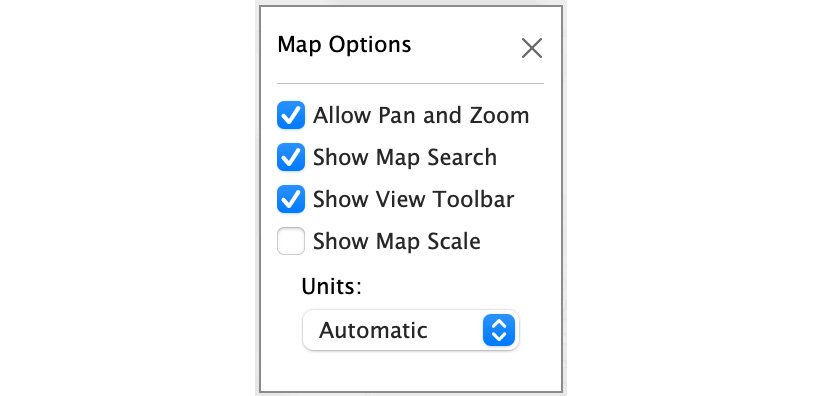 Map Options
Allow Pan and Zoom
Show Map Search
Show View Toolbar
Show Map Scale
Units:
Automatic